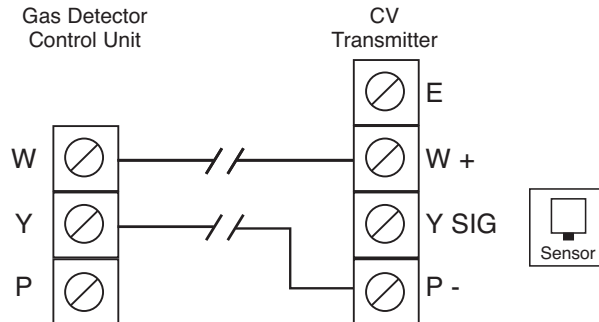 Gas Detector
Control Unit
CV
Transmitter
E
W
W +
Y
Y SIG
P
P -
Sensor